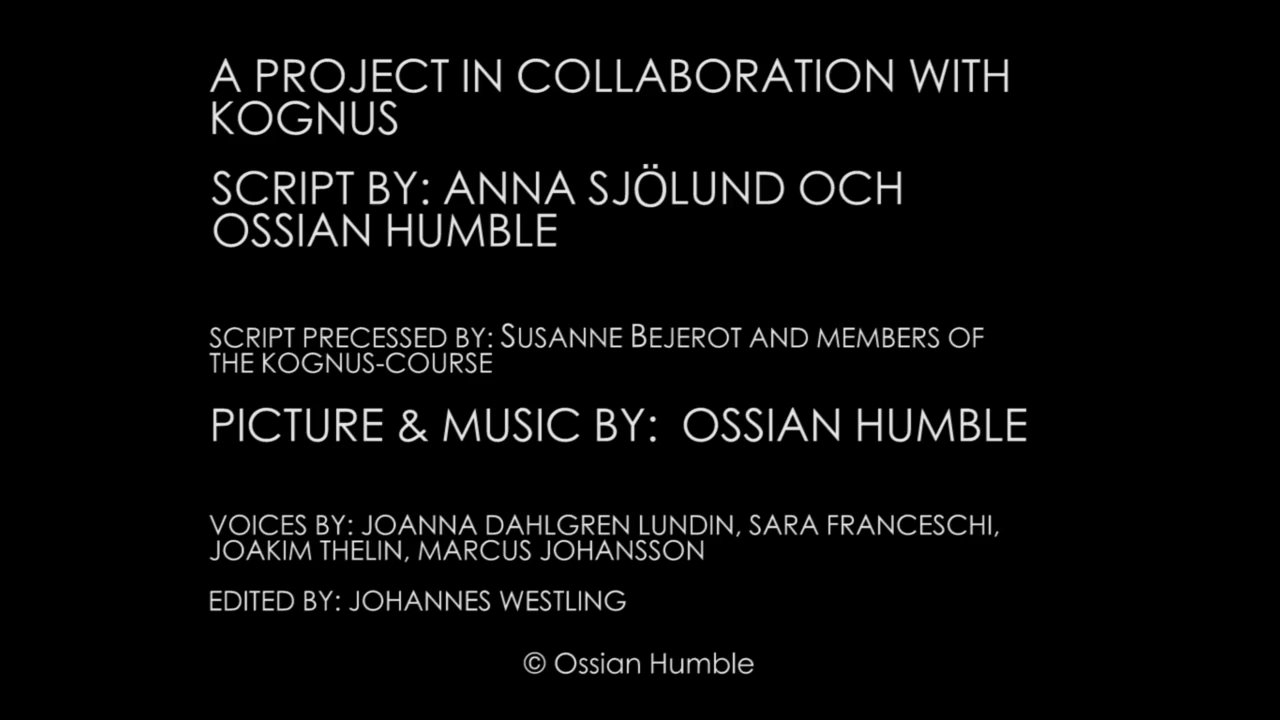 A PROJECT IN COLLABORATION WITH
KOGNUS
SCRIPT BY: ANNA SJÖLUND OCH
OSSIAN HUMBLE
SCRIPT PRECESSED BY: SUSANNE BEJEROT AND MEMBERS OF
THE KOGNUS-COURSE
PICTURE & MUSIC BY: OSSIAN HUMBLE
VOICES BY: JOANNA DAHLGREN LUNDIN, SARA FRANCESCHI,
JOAKIM THELIN, MARCUS JOHANSSON
EDITED BY: JOHANNES WESTLING
© Ossian Humble